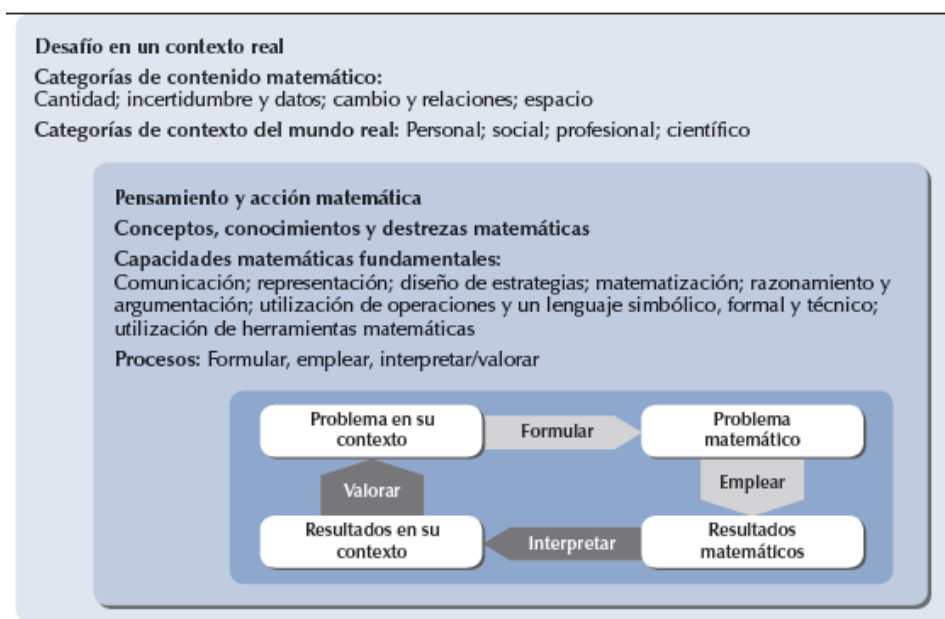 Desafío en un contexto real
Categorías de contenido matemático:
Cantidad; incertidumbre y datos; cambio y relaciones; espacio
Categorías de contexto del mundo real: Personal; social; profesional; científico
Pensamiento y acción matemática
Conceptos, conocimientos y destrezas matemáticas
Capacidades matemáticas fundamentales:
Comunicación; representación; diseño de estrategias; matematización; razonamiento y
argumentación; utilización de operaciones y un lenguaje simbólico, formal y técnico;
utilización de herramientas matemáticas
Procesos: Formular, emplear, interpretar/valorar
Problema en su
contexto
Formular
Problema
matemático
Valorar
Emplear
Resultados en su
contexto
Interpretar
Resultados
matemáticos